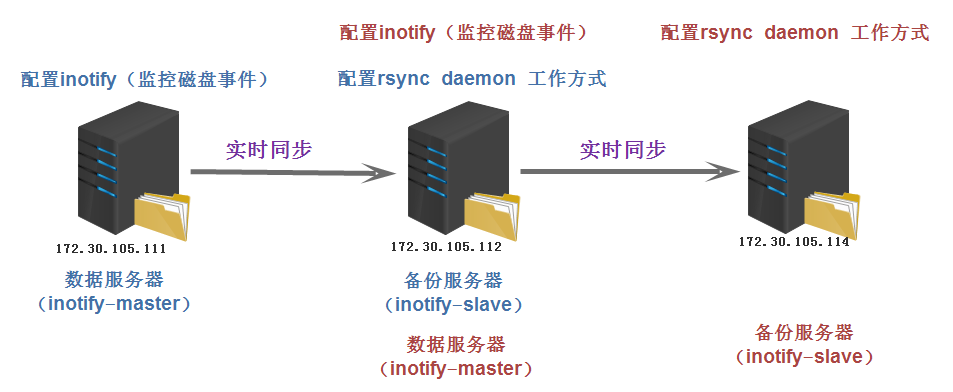 配置inotify（监控磁盘事件）
配置rsync daemon 工作方式
配置inotify（监控磁盘事件）
配置rsync daemon 工作方式
实时同步
实时同步
172.30.105.111
172.30.105.112
172.30.105.114
数据服务器
（inotify-master）
备份服务器
（inotify-slave）
数据服务器
（inotify-master）
备份服务器
（inotify-slave）